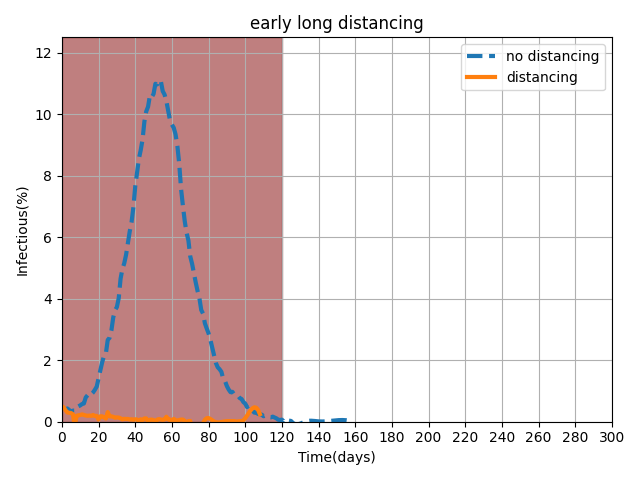 early long distancing
no distancing
distancing
12
10
8
6
4
2
0
Infectious(%)
0 20 40 60 80 100 120 140 160 180 200 220 200 240 260 280 300
Time(days)